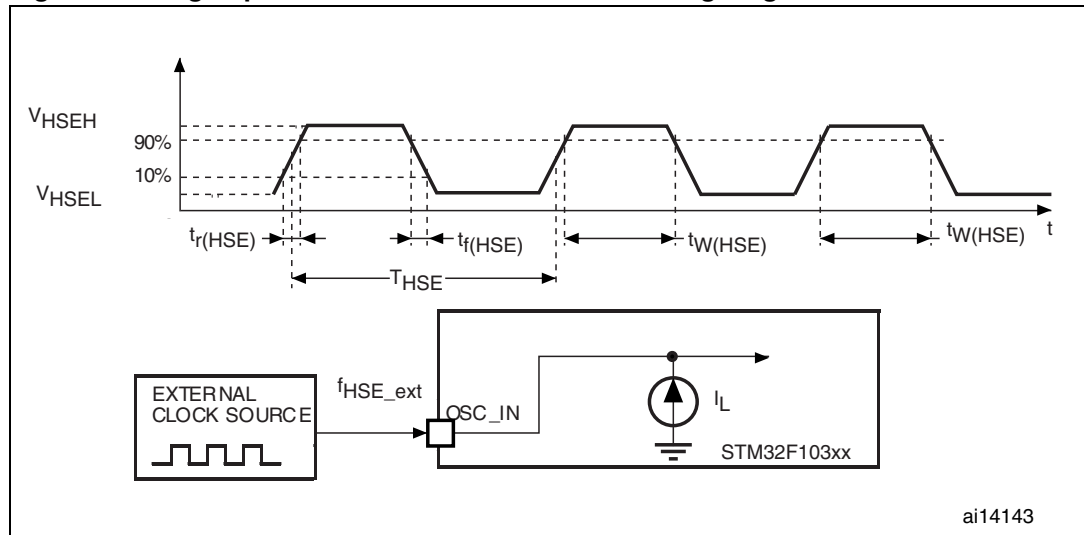 VHSEH
90%
10%
VHSEL
tr(HSE)
tf(HSE)
tW(HSE)
tW(HSE)
t
THSE
EXTERNAL
CLOCK SOURCE
fHSE_ext
OSC_IN
IL
STM32F103xx
ai14143